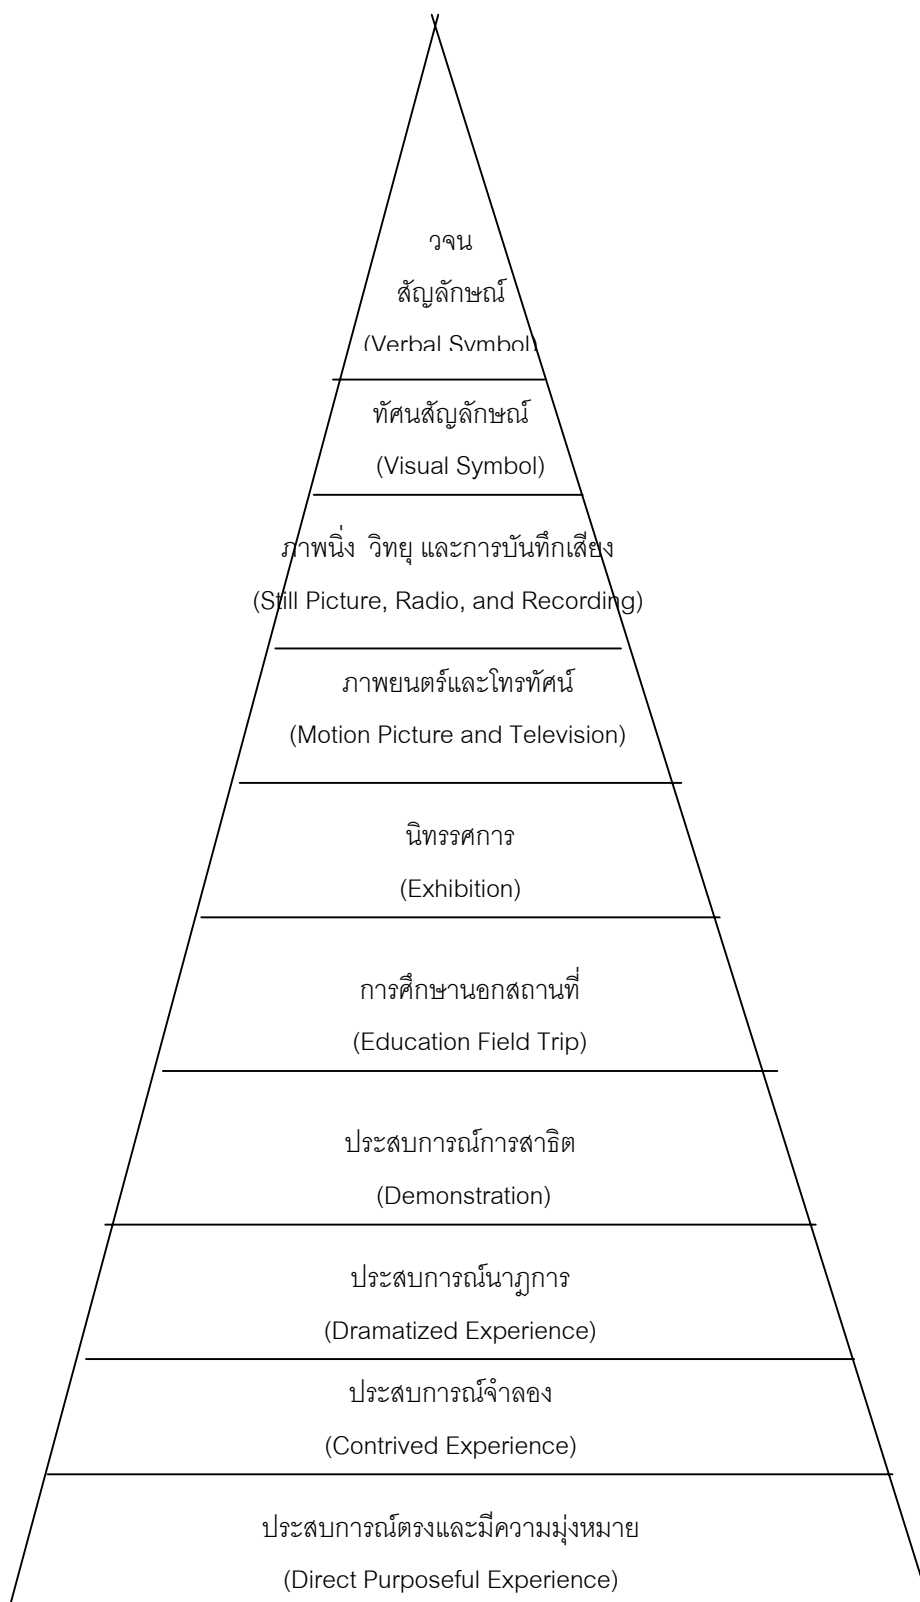 วจน
สัญลักษณ์
(Verbal Symbol)
ทัศนสัญลักษณ์
(Visual Symbol)
ภาพนิ่ง วิทยุ และการบันทึกเสียง
(Still Picture, Radio, and Recording)
ภาพยนตร์และโทรทัศน์
(Motion Picture and Television)
นิทรรศการ
(Exhibition)
การศึกษานอกสถานที่
(Education Field Trip)
ประสบการณ์การสาธิต
(Demonstration)
ประสบการณ์นาฏการ
(Dramatized Experience)
ประสบการณ์จำลอง
(Contrived Experience)
ประสบการณ์ตรงและมีความมุ่งหมาย
(Direct Purposeful Experience)